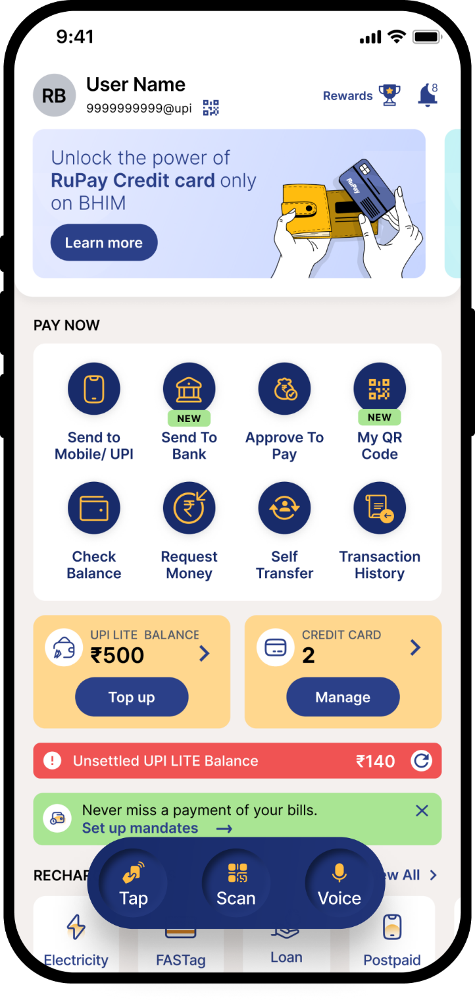 9:41
RB
User Name
9999999999@upi
Rewards
8
Unlock the power of
RuPay Credit card only
on BHIM
RuPay
Learn more
PAY NOW
NEW
NEW
Send to
Mobile/ UPI
Send To
Bank
Approve To
Pay
My QR
Code
Check
Balance
Request
Money
Self
Transfer
Transaction
History
UPI LITE BALANCE
₹500
Top up
CREDIT CARD
2
Manage
Unsettled UPI LITE Balance
₹140
Never miss a payment of your bills.
Set up mandates →
RECHAR
ew All
Tap
Scan
Voice
Electricity
FASTag
Loan
Postpaid